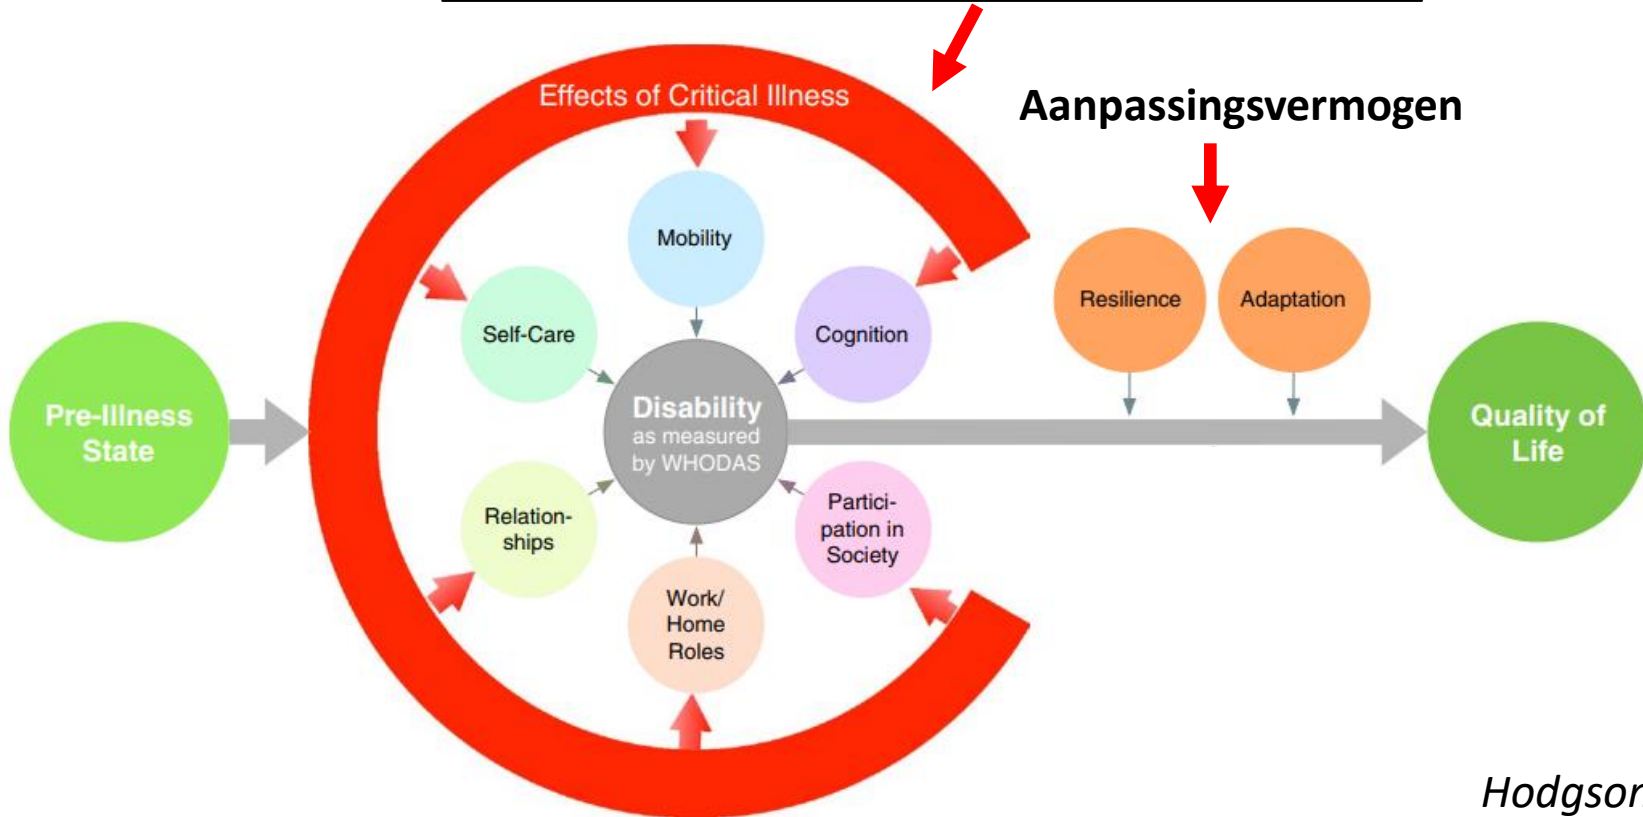 Effects of Critical Illness
Aanpassingsvermogen
Mobility
Resilience
Adaptation
Self-Care
Cognition
Pre-Illness
State
Disability
as measured
by WHODAS
Quality of
Life
Relation-
ships
Partici-
pation in
Society
Work/
Home
Roles
Hodgson